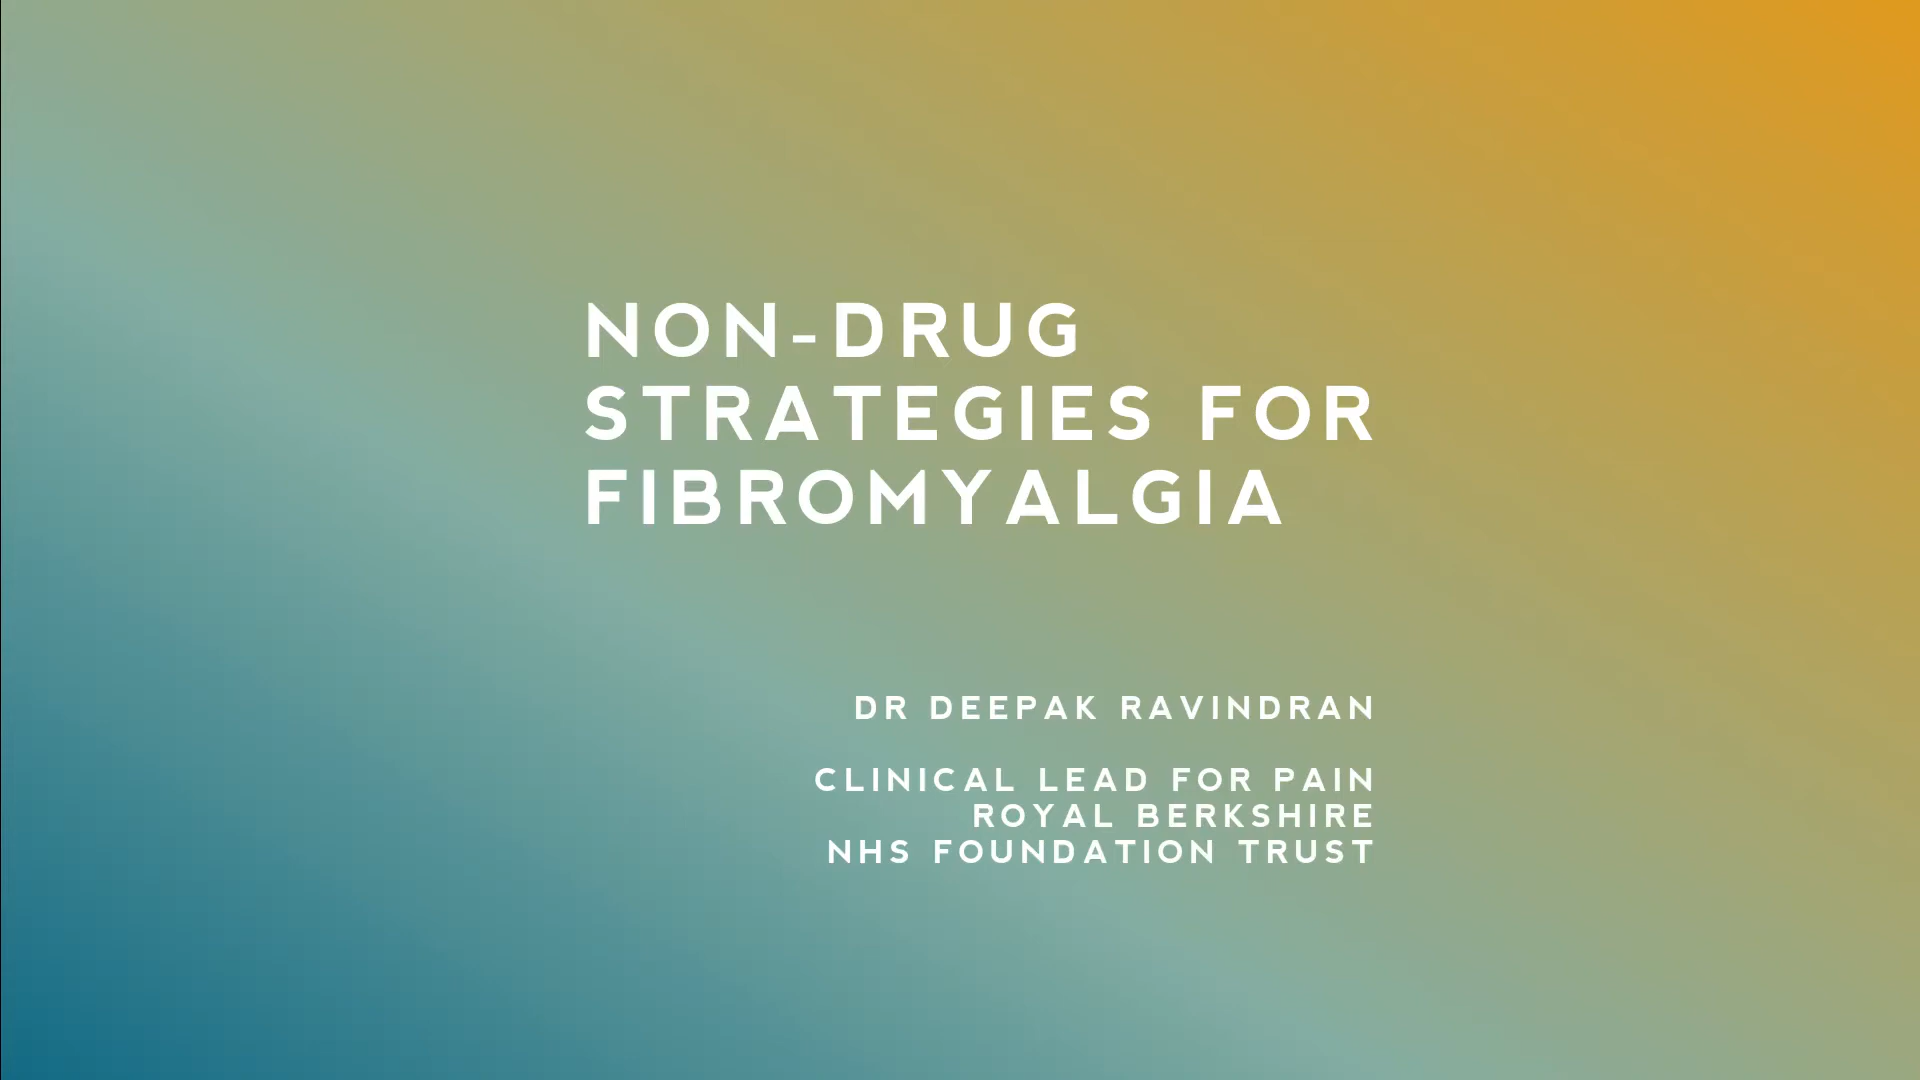 NON-DRUG
STRATEGIES FOR
FIBROMYALGIA
DR DEEPAK RAVINDRAN
CLINICAL LEAD FOR PAIN
ROYAL BERKSHIRE
NHS FOUNDATION TRUST